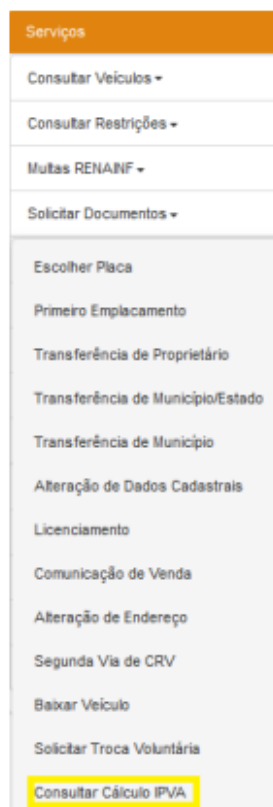 Serviços
Consultar Veículos
Consultar Restrições
Multas RENAINF
Solicitar Documentos
Escolher Placa
Primeiro Emplacamento
Transferência de Proprietário
Transferência de Município/Estado
Transferência de Município
Alteração de Dados Cadastrais
Licenciamento
Comunicação de Venda
Alteração de Endereço
Segunda Via de CRV
Baixar Veículo
Solicitar Troca Voluntária
Consultar Cálculo IPVA